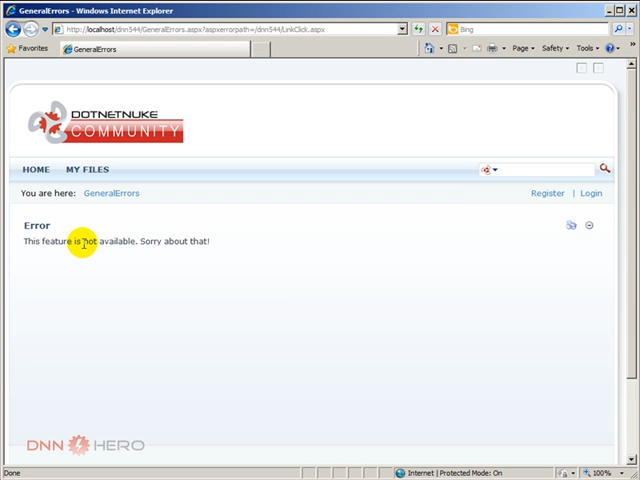 GeneralErrors - Windows Internet Explorer
http://localhost/dnn544/GeneralErrors.aspx?aspxerrorpath=/dnn544/LinkClick.aspx
Bing
Favorites
GeneralErrors
Page
Safety
Tools
DOTNETNUKE
COMMUNITY
HOME
MY FILES
You are here: GeneralErrors
Register | Login
Error
This feature is not available. Sorry about that!
DNN HERO
Done
Internet | Protected Mode: On
100%